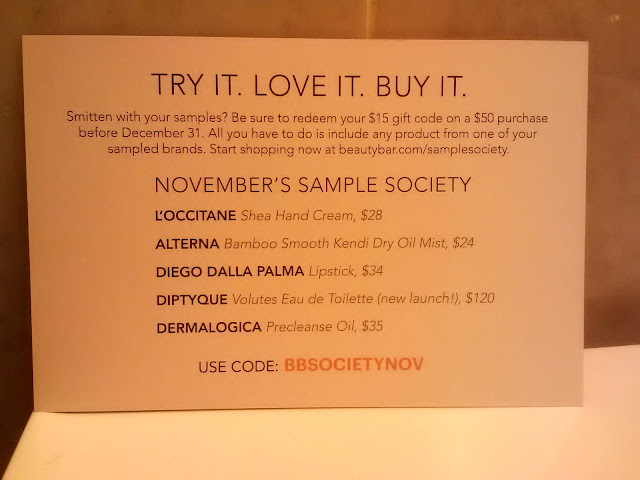 TRY IT. LOVE IT. BUY IT.
Smitten with your samples? Be sure to redeem your $15 gift code on a $50 purchase
before December 31. All you have to do is include any product from one of your
sampled brands. Start shopping now at beautybar.com/samplesociety.
NOVEMBER'S SAMPLE SOCIETY
L'OCCITANE Shea Hand Cream, $28
ALTERNA Bamboo Smooth Kendi Dry Oil Mist, $24
DIEGO DALLA PALMA Lipstick, $34
DIPTYQUE Volutes Eau de Toilette (new launch!), $120
DERMALOGICA Precleanse Oil, $35
USE CODE: BBSOCIETYNOV